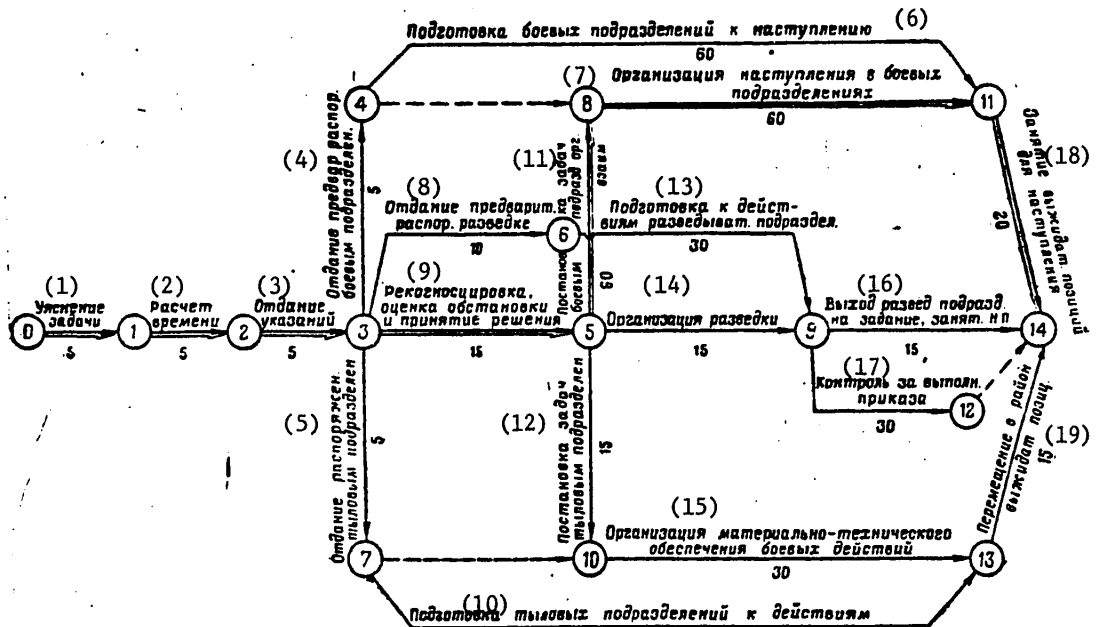 Подготовка боевых подразделений к наступлению
(6)
60
(7)
Организация наступления в боевых
подразделениях
60
4
8
11
Отдание предвар распор.
боевым подразделен.
(4)
5
(11)
Постановка задач
боевым подразд орг.
взаим
60
Занятие выжидат. позиций
для наступления
(18)
20
(8)
Отдание предварит.
распор. разведке
10
6
(13)
Подготовка к дейст-
виям разведыват. подраздел.
30
(1)
Уяснение
задачи
5
(2)
Расчет
времени
5
(3)
Отдание
указаний
5
(9)
Рекогносцировка,
оценка обстановки
и принятие решения
15
(14)
Организация разведки
15
(16)
Выход развед подразд.
на задание, занят. НП
15
0
1
2
3
5
9
14
(17)
Контроль за выполн.
приказа
30
12
(5)
Отдание распоряжен.
тыловым подразделен
5
(12)
Постановка задач
тыловым подразделен
15
Перемещение в район
выжидат позиц.
15
(19)
(15)
Организация материально-технического
обеспечения боевых действий
30
7
10
13
(10)
Подготовка тыловых подразделений к действиям